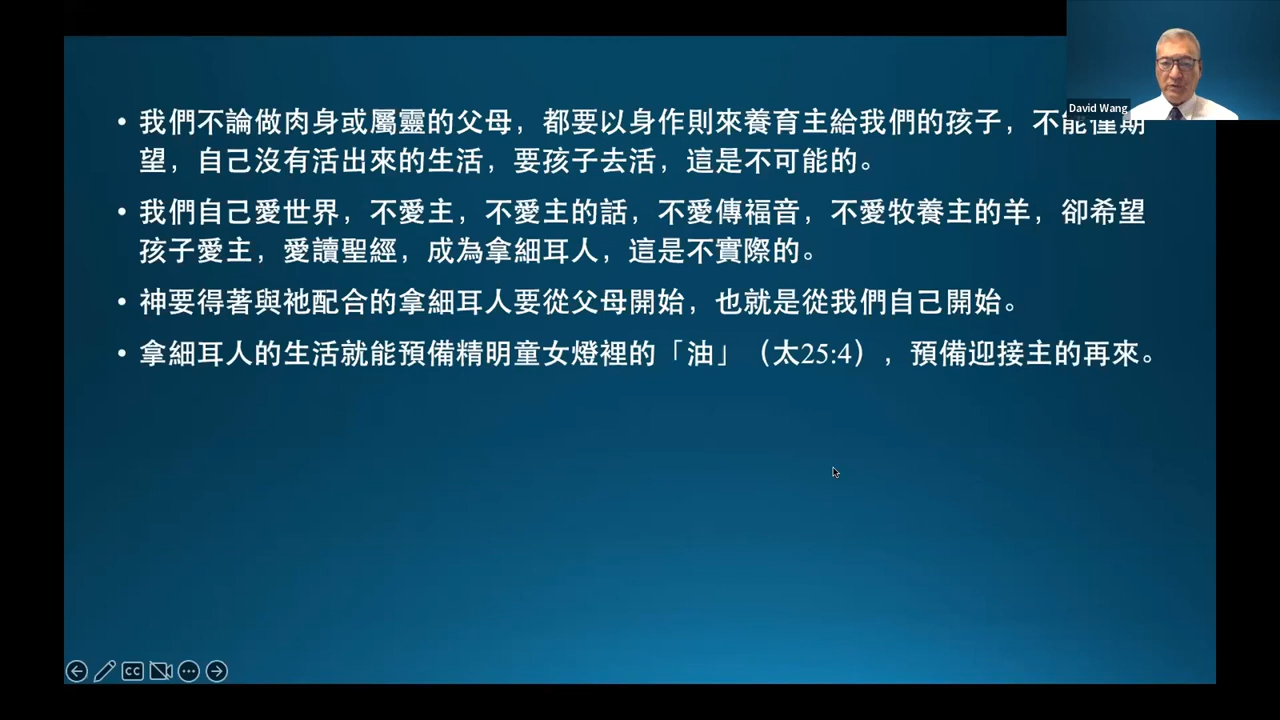 David Wang
• 我們不論做肉身或屬靈的父母，都要以身作則來養育主給我們的孩子，不能僅期
望，自己沒有活出來的生活，要孩子去活，這是不可能的。
• 我們自己愛世界，不愛主，不愛主的話，不愛傳福音，不愛牧養主的羊，卻希望
孩子愛主，愛讀聖經，成為拿細耳人，這是不實際的。
• 神要得著與祂配合的拿細耳人要從父母開始，也就是從我們自己開始。
• 拿細耳人的生活就能預備精明童女燈裡的「油」（太25:4），預備迎接主的再來。
CC